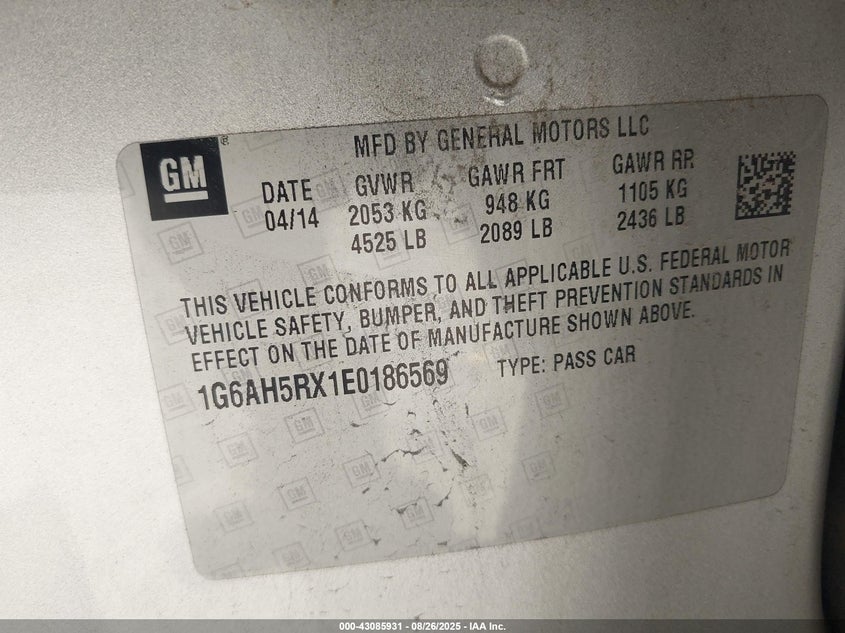 GM
®
MFD BY GENERAL MOTORS LLC
DATE GVWR GAWR FRT GAWR RR
04/14 2053 KG 948 KG 1105 KG
4525 LB 2089 LB 2436 LB
THIS VEHICLE CONFORMS TO ALL APPLICABLE U.S. FEDERAL MOTOR
VEHICLE SAFETY, BUMPER, AND THEFT PREVENTION STANDARDS IN
EFFECT ON THE DATE OF MANUFACTURE SHOWN ABOVE.
1G6AH5RX1E0186569 TYPE: PASS CAR
000-43085931 - 08/26/2025 - IAA Inc.